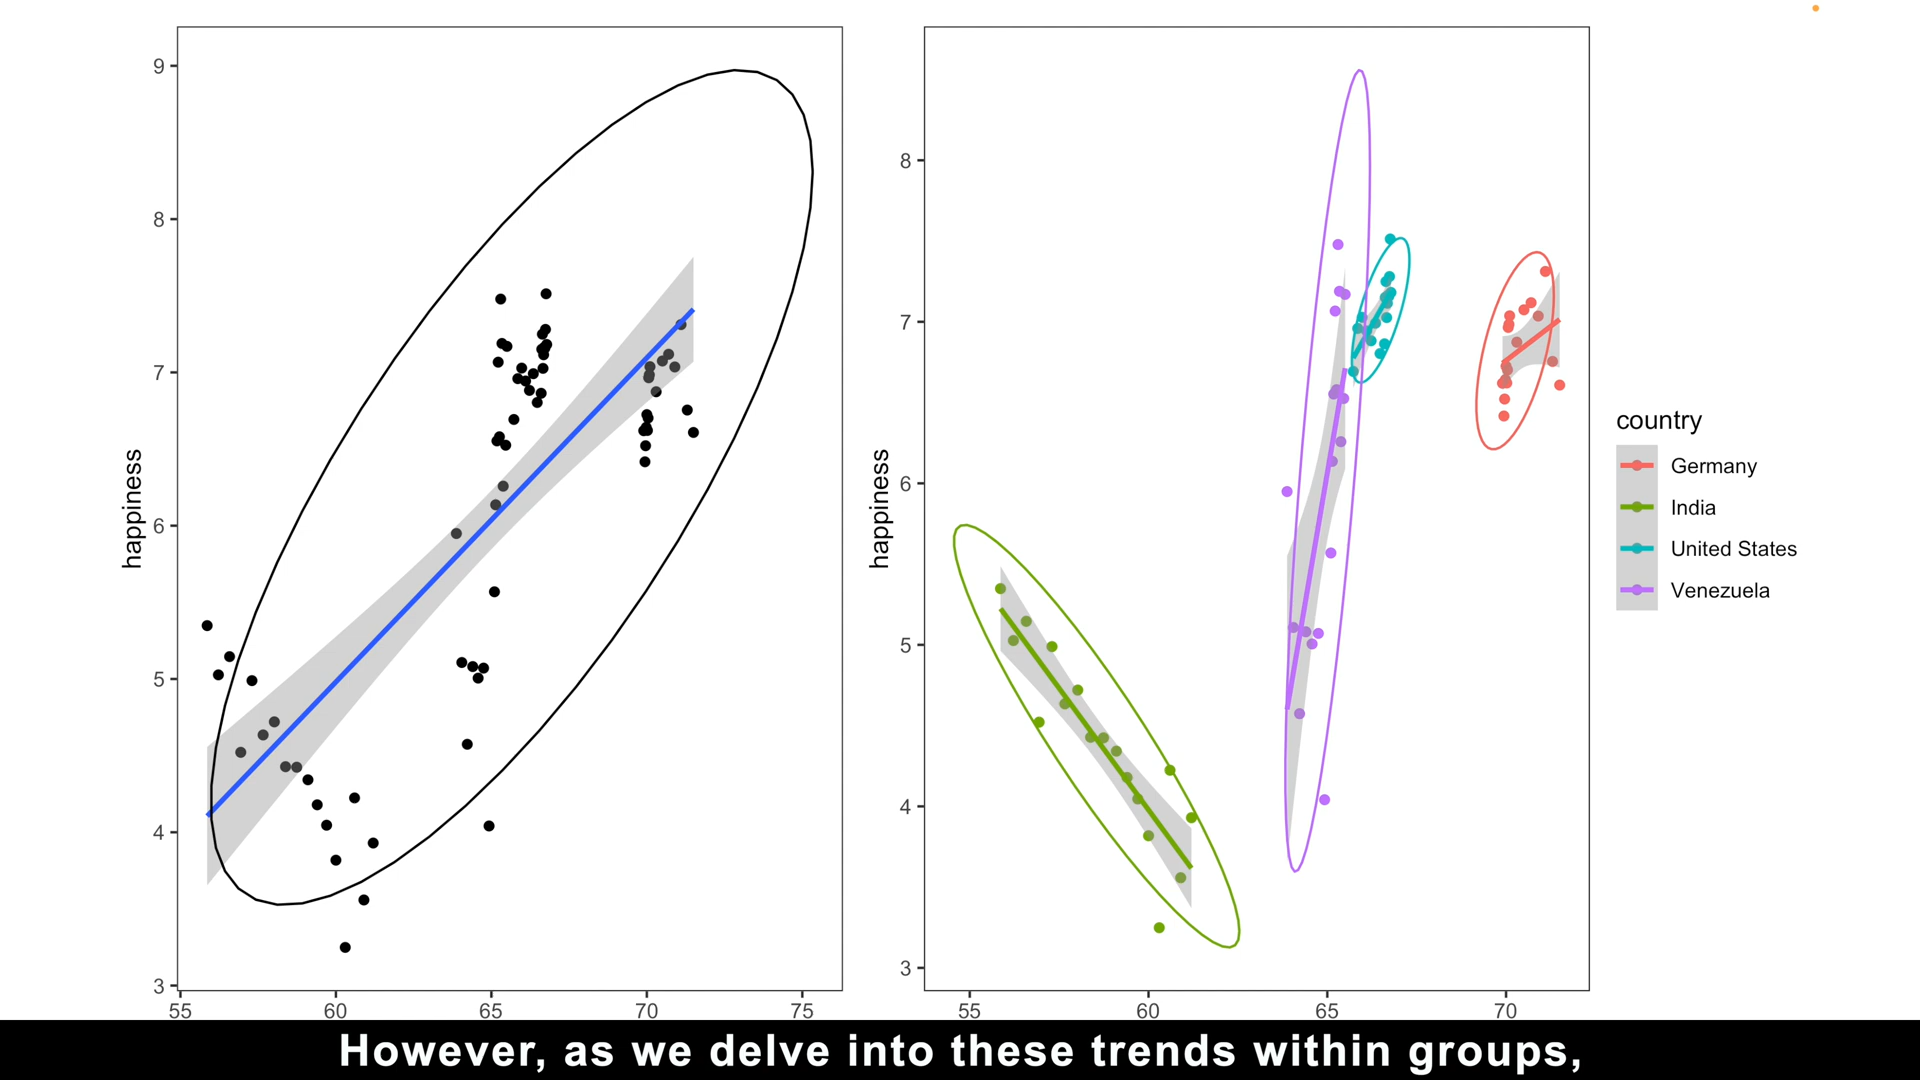 9
8
7
6
5
4
3
happiness
55 60 65 70 75
8
7
6
5
4
3
happiness
55 60 65 70
country
Germany
India
United States
Venezuela
However, as we delve into these trends within groups,